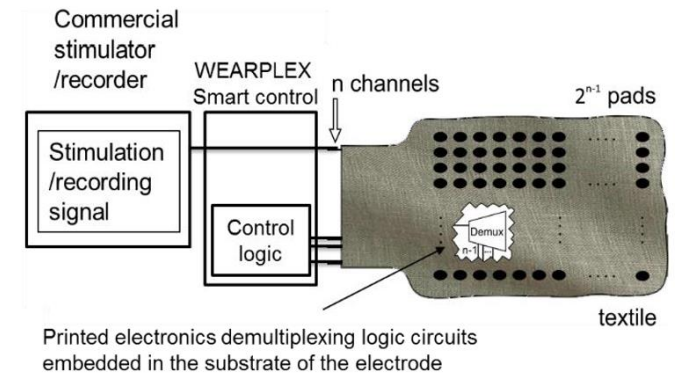 Commercial
stimulator
/recorder
WEARPLEX
Smart control
n channels
2ⁿ⁻¹ pads
Stimulation
/recording
signal
Control
logic
Demux
n-1
textile
Printed electronics demultiplexing logic circuits
embedded in the substrate of the electrode